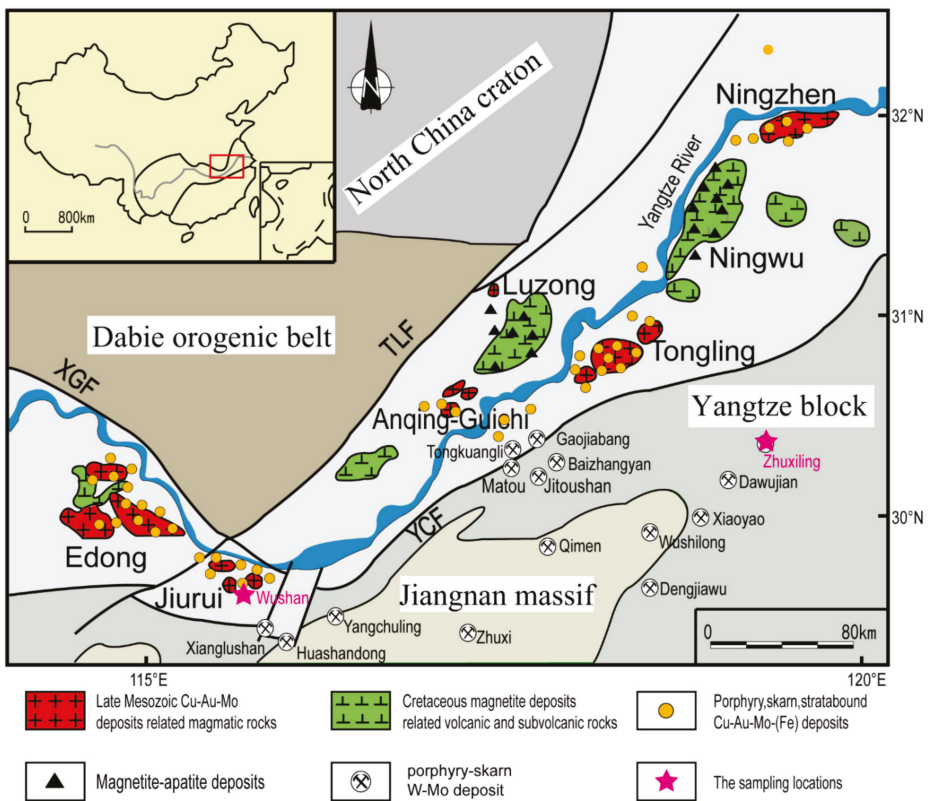 0 800km
N
North China craton
Ningzhen
32°N
Yangtze River
Ningwu
Luzong
31°N
Dabie orogenic belt
TLF
XGF
Tongling
Yangtze block
Anqing-Guichi
Tongkuangli
Gaojiabang
Zhuxiling
Baizhangyan
Matou
Jitoushan
Dawujian
YCF
Xiaoyao
30°N
Edong
Qimen
Wushilong
Jiurui
Wushan
Jiangnan massif
Dengjiawu
Yangchuling
Zhuxi
Xianglushan
Huashandong
0 80km
115°E
120°E
Late Mesozoic Cu-Au-Mo
deposits related magmatic rocks
Cretaceous magnetite deposits
related volcanic and subvolcanic rocks
Porphyry,skarn,stratabound
Cu-Au-Mo-(Fe) deposits
Magnetite-apatite deposits
porphyry-skarn
W-Mo deposit
The sampling locations